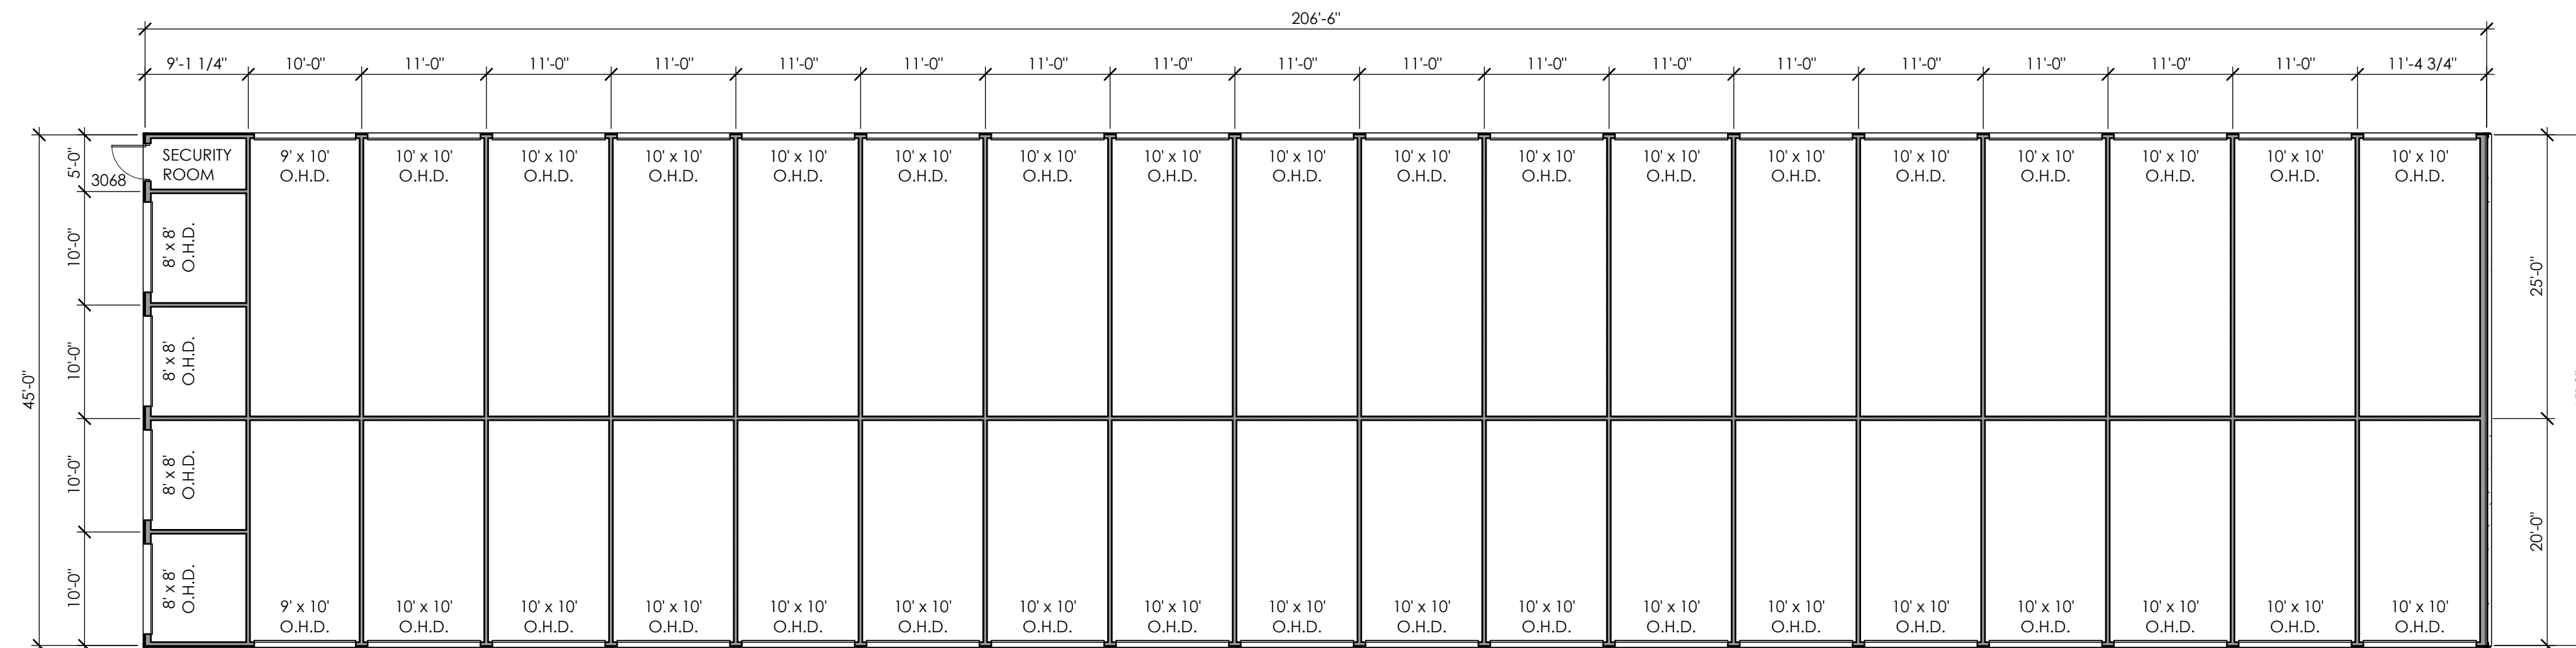 206'-6"
9'-1 1/4" 10'-0" 11'-0" 11'-0" 11'-0" 11'-0" 11'-0" 11'-0" 11'-0" 11'-0" 11'-0" 11'-0" 11'-0" 11'-0" 11'-0" 11'-0" 11'-0" 11'-0" 11'-4 3/4"
5'-0"
3068
SECURITY
ROOM
9' x 10' 10' x 10' 10' x 10' 10' x 10' 10' x 10' 10' x 10' 10' x 10' 10' x 10' 10' x 10' 10' x 10' 10' x 10' 10' x 10' 10' x 10' 10' x 10' 10' x 10' 10' x 10' 10' x 10' 10' x 10'
O.H.D. O.H.D. O.H.D. O.H.D. O.H.D. O.H.D. O.H.D. O.H.D. O.H.D. O.H.D. O.H.D. O.H.D. O.H.D. O.H.D. O.H.D. O.H.D. O.H.D. O.H.D.
10'-0"
8' x 8'
O.H.D.
25'-0"
10'-0"
8' x 8'
O.H.D.
45'-0"
10'-0"
8' x 8'
O.H.D.
20'-0"
10'-0"
8' x 8'
O.H.D.
9' x 10' 10' x 10' 10' x 10' 10' x 10' 10' x 10' 10' x 10' 10' x 10' 10' x 10' 10' x 10' 10' x 10' 10' x 10' 10' x 10' 10' x 10' 10' x 10' 10' x 10' 10' x 10' 10' x 10' 10' x 10'
O.H.D. O.H.D. O.H.D. O.H.D. O.H.D. O.H.D. O.H.D. O.H.D. O.H.D. O.H.D. O.H.D. O.H.D. O.H.D. O.H.D. O.H.D. O.H.D. O.H.D. O.H.D.